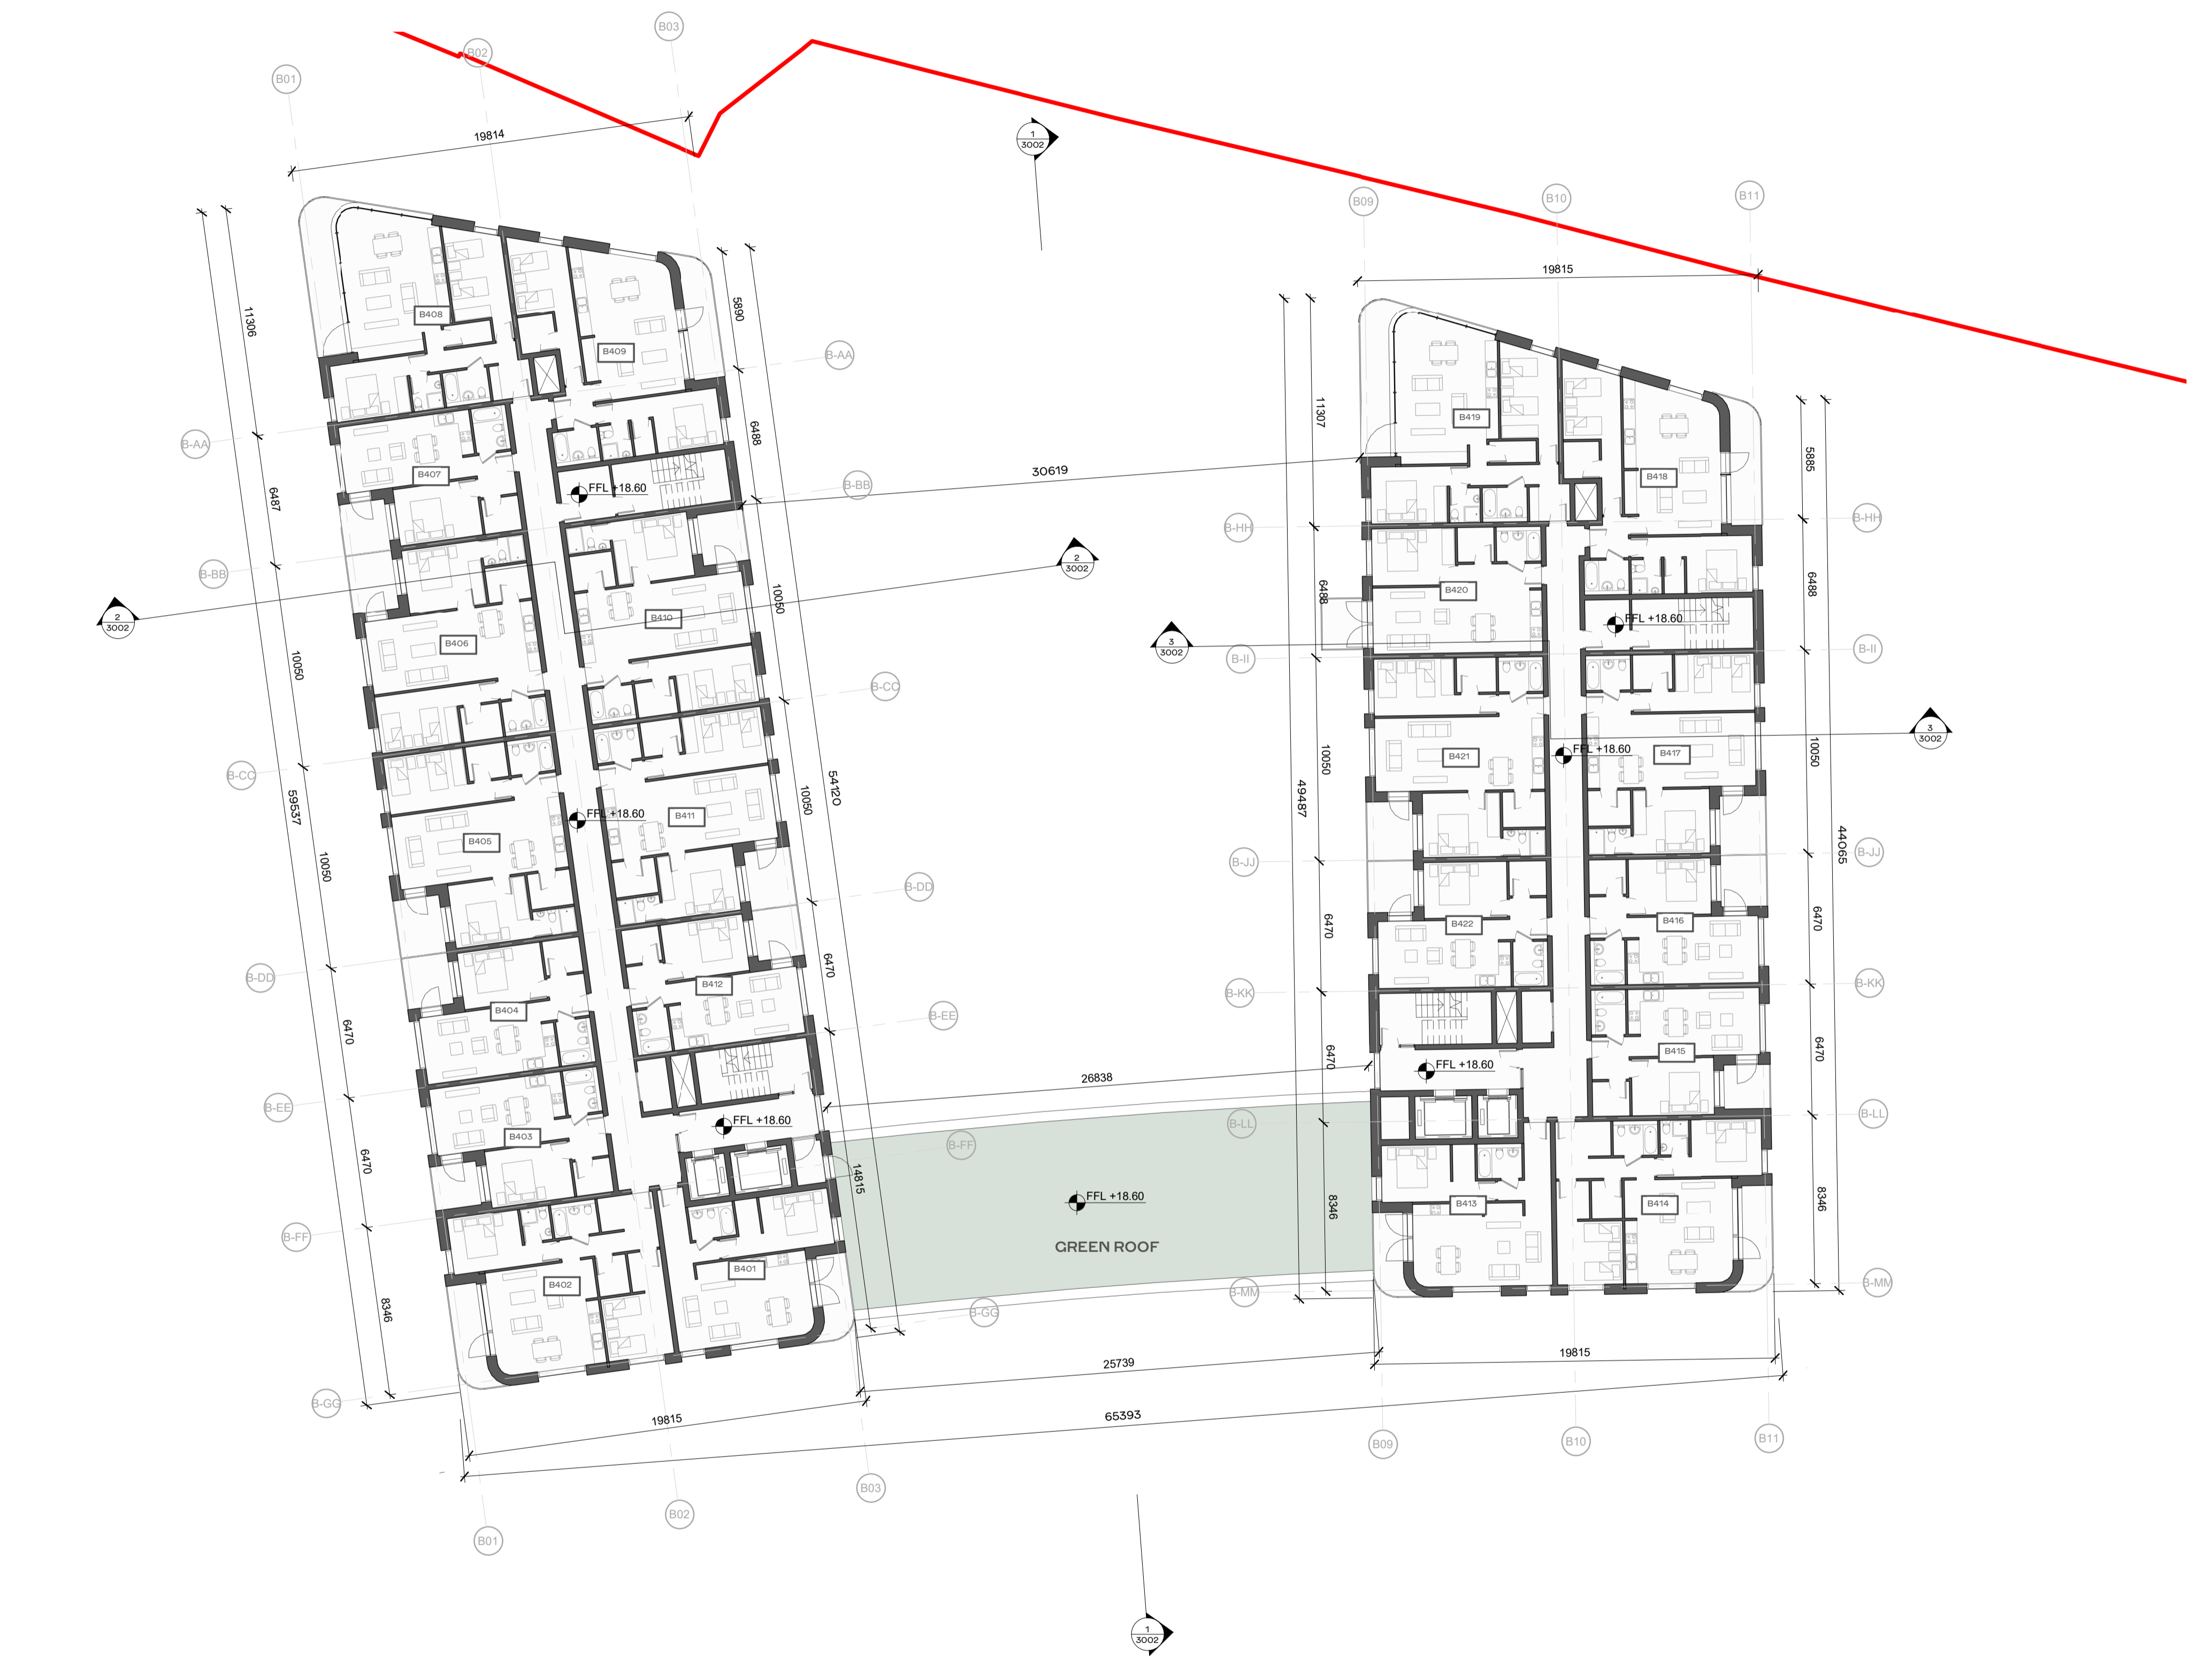 B03
B02
B01
19814
1
3002
B09
B10
B11
19815
11306
5890
B-AA
B408
B409
B-AA
6488
B407
6487
FFL +18.60
B-BB
30619
B-BB
2
3002
2
3002
B406
B410
10050
10050
B-CC
B-CC
59537
54120
B405
B411
FFL +18.60
10050
10050
B-DD
B-DD
B404
B412
6470
6470
B-EE
B-EE
B403
6470
FFL +18.60
26838
B-FF
B-FF
14815
B402
B401
8346
B-GG
B-GG
FFL +18.60
GREEN ROOF
11307
5885
B419
B418
B-HH
B-HH
6488
6488
B420
FFL +18.60
3
3002
B-II
B-II
B421
B417
FFL +18.60
3
3002
10050
10050
49487
44065
B-JJ
B-JJ
B422
B416
6470
6470
B-KK
B-KK
6470
6470
B415
FFL +18.60
B-LL
B-LL
B413
B414
8346
8346
B-MM
B-MM
25739
19815
19815
65393
B09
B10
B11
B03
B02
B01
1
3002